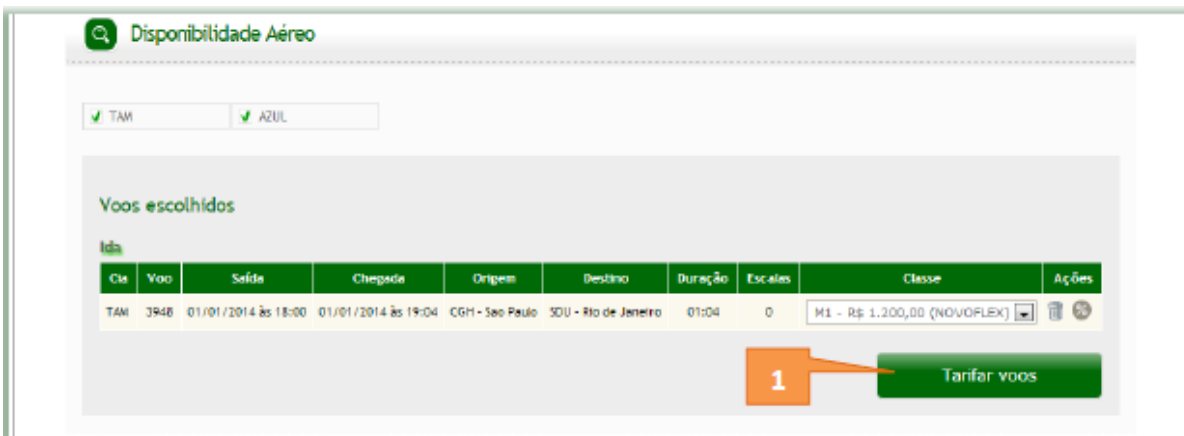 Disponibilidade Aéreo
TAM AZUL
Voos escolhidos
Ida
Cia Voo Saída Chegada Origem Destino Duração Escalas Classe Ações
TAM 3948 01/01/2014 às 18:00 01/01/2014 às 19:04 CGH - Sao Paulo SDU - Rio de Janeiro 01:04 0 M1 - R$ 1.200,00 (NOVOFLEX)
1 Tarifar voos